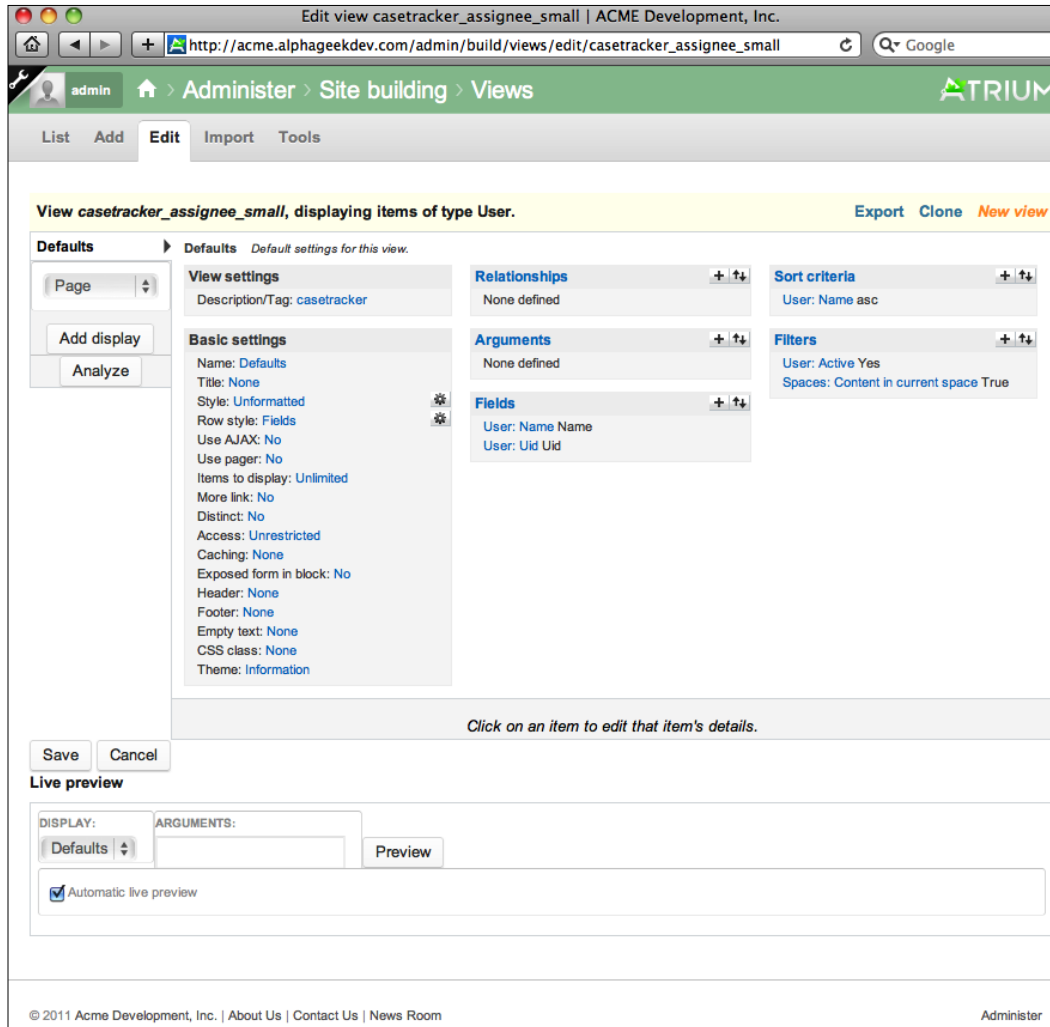 Edit view casetracker_assignee_small | ACME Development, Inc.
http://acme.alphageekdev.com/admin/build/views/edit/casetracker_assignee_small
Google
admin
Administer > Site building > Views
ATRIUM
List Add Edit Import Tools
View casetracker_assignee_small, displaying items of type User.
Export Clone New view
Defaults
Page
Add display
Analyze
Defaults Default settings for this view.
View settings
Description/Tag: casetracker
Basic settings
Name: Defaults
Title: None
Style: Unformatted
Row style: Fields
Use AJAX: No
Use pager: No
Items to display: Unlimited
More link: No
Distinct: No
Access: Unrestricted
Caching: None
Exposed form in block: No
Header: None
Footer: None
Empty text: None
CSS class: None
Theme: Information
Relationships
None defined
Arguments
None defined
Fields
User: Name Name
User: Uid Uid
Sort criteria
User: Name asc
Filters
User: Active Yes
Spaces: Content in current space True
Click on an item to edit that item's details.
Save Cancel
Live preview
DISPLAY: ARGUMENTS:
Defaults
Preview
Automatic live preview
© 2011 Acme Development, Inc. | About Us | Contact Us | News Room
Administer